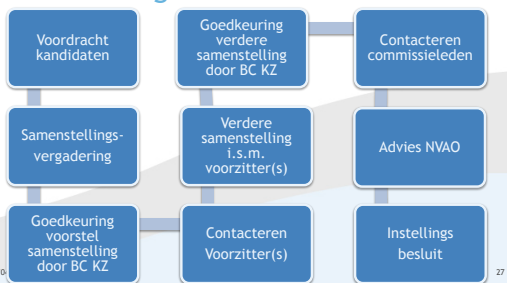 Voordracht
kandidaten
Samenstellings-
vergadering
Goedkeuring
voorstel
samenstelling
door BC KZ
Contacteren
Voorzitter(s)
Verdere
samenstelling
i.s.m.
voorzitter(s)
Goedkeuring
verdere
samenstelling
door BC KZ
Contacteren
commissieleden
Advies NVAO
Instellings
besluit
27